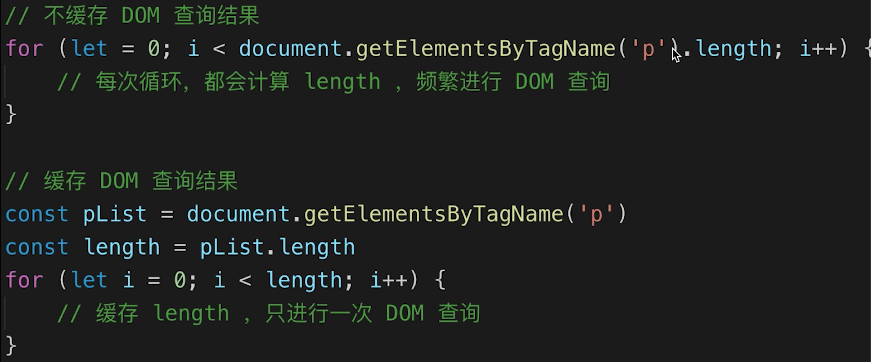 // 不缓存 DOM 查询结果
for (let = 0; i < document.getElementsByTagName('p').length; i++) {
    // 每次循环，都会计算 length ，频繁进行 DOM 查询
}

// 缓存 DOM 查询结果
const pList = document.getElementsByTagName('p')
const length = pList.length
for (let i = 0; i < length; i++) {
    // 缓存 length ，只进行一次 DOM 查询
}